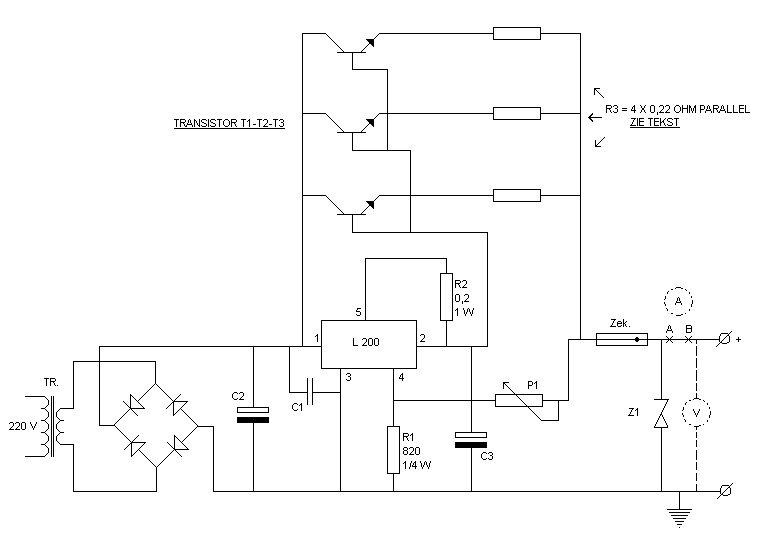 TRANSISTOR T1-T2-T3
R3 = 4 X 0,22 OHM PARALLEL
ZIE TEKST
R2
0,2
1 W
5
1
L 200
2
3
4
A
Zek.
A
B
+
TR.
220 V
C2
C1
P1
R1
820
1/4 W
C3
Z1
V